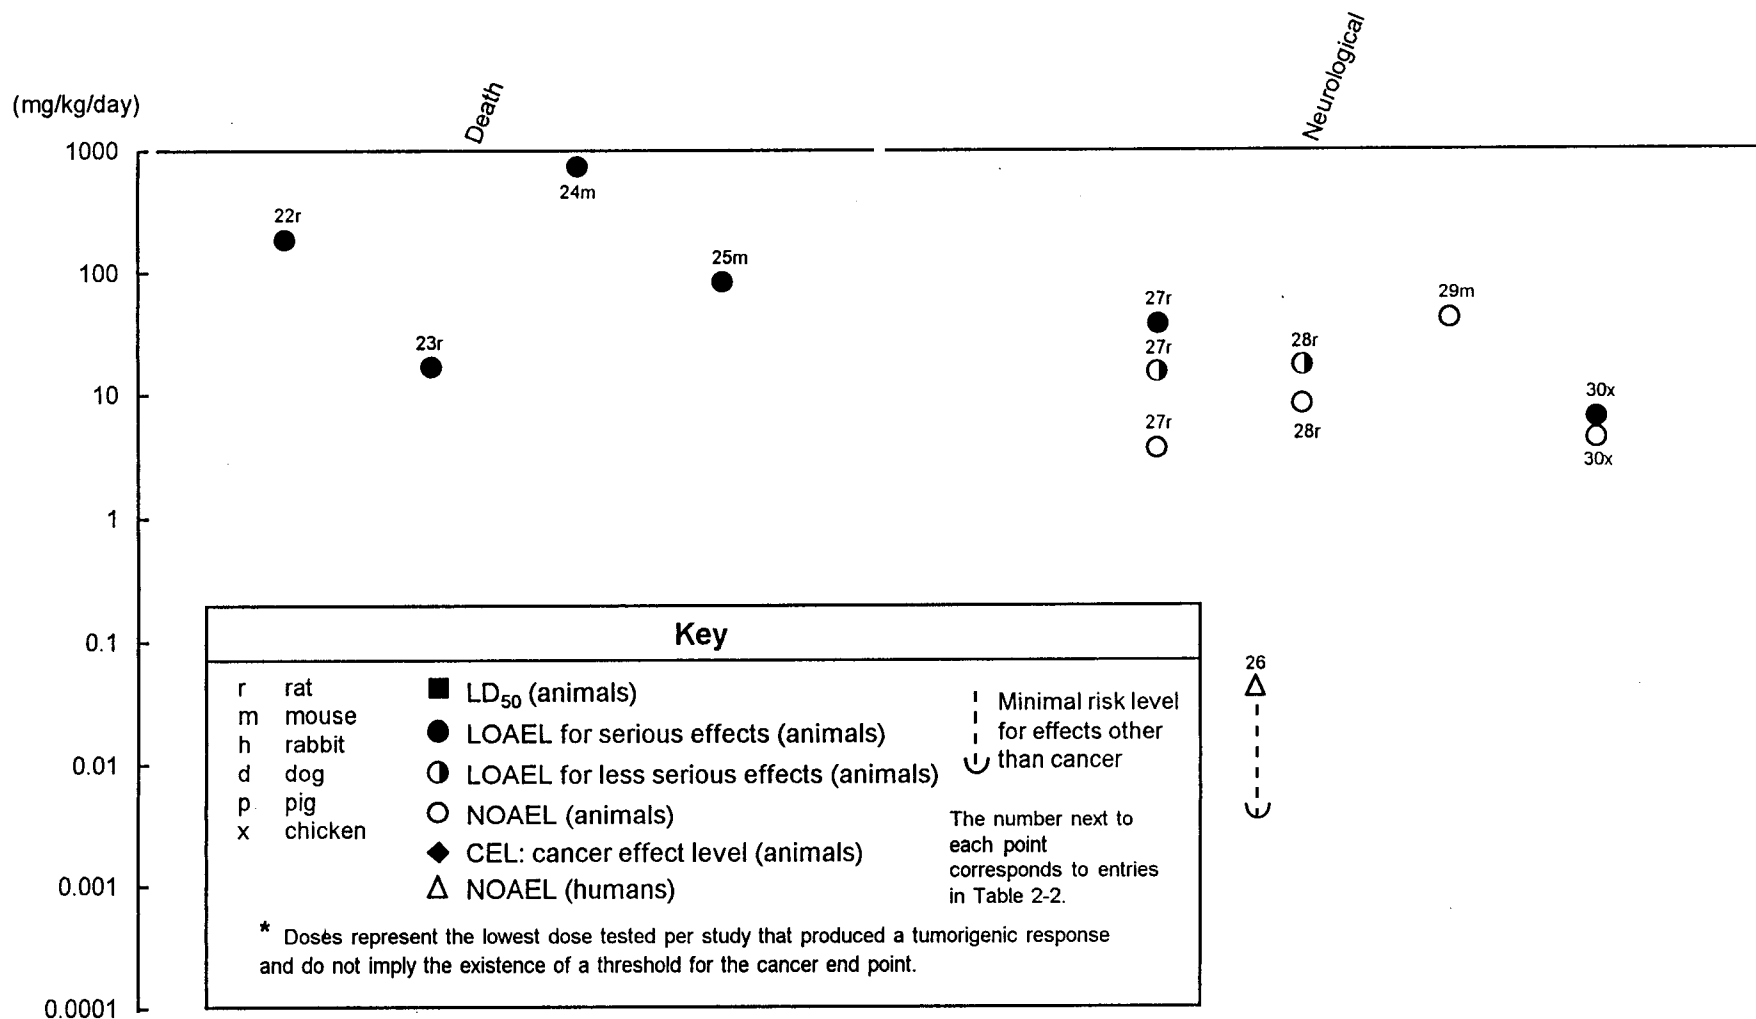 (mg/kg/day)
Death
Neurological
1000
100
10
1
0.1
0.01
0.001
0.0001
22r
23r
24m
25m
27r
27r
27r
28r
28r
29m
30x
30x
26
Key
r rat
m mouse
h rabbit
d dog
p pig
x chicken
LD50 (animals)
LOAEL for serious effects (animals)
LOAEL for less serious effects (animals)
NOAEL (animals)
CEL: cancer effect level (animals)
NOAEL (humans)
Minimal risk level
for effects other
than cancer
The number next to
each point
corresponds to entries
in Table 2-2.
* Doses represent the lowest dose tested per study that produced a tumorigenic response
and do not imply the existence of a threshold for the cancer end point.